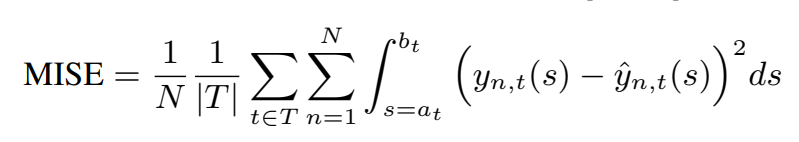 MISE = \frac{1}{N} \frac{1}{|T|} \sum_{t \in T} \sum_{n=1}^{N} \int_{s=a_t}^{b_t} \left( y_{n,t}(s) - \hat{y}_{n,t}(s) \right)^2 ds